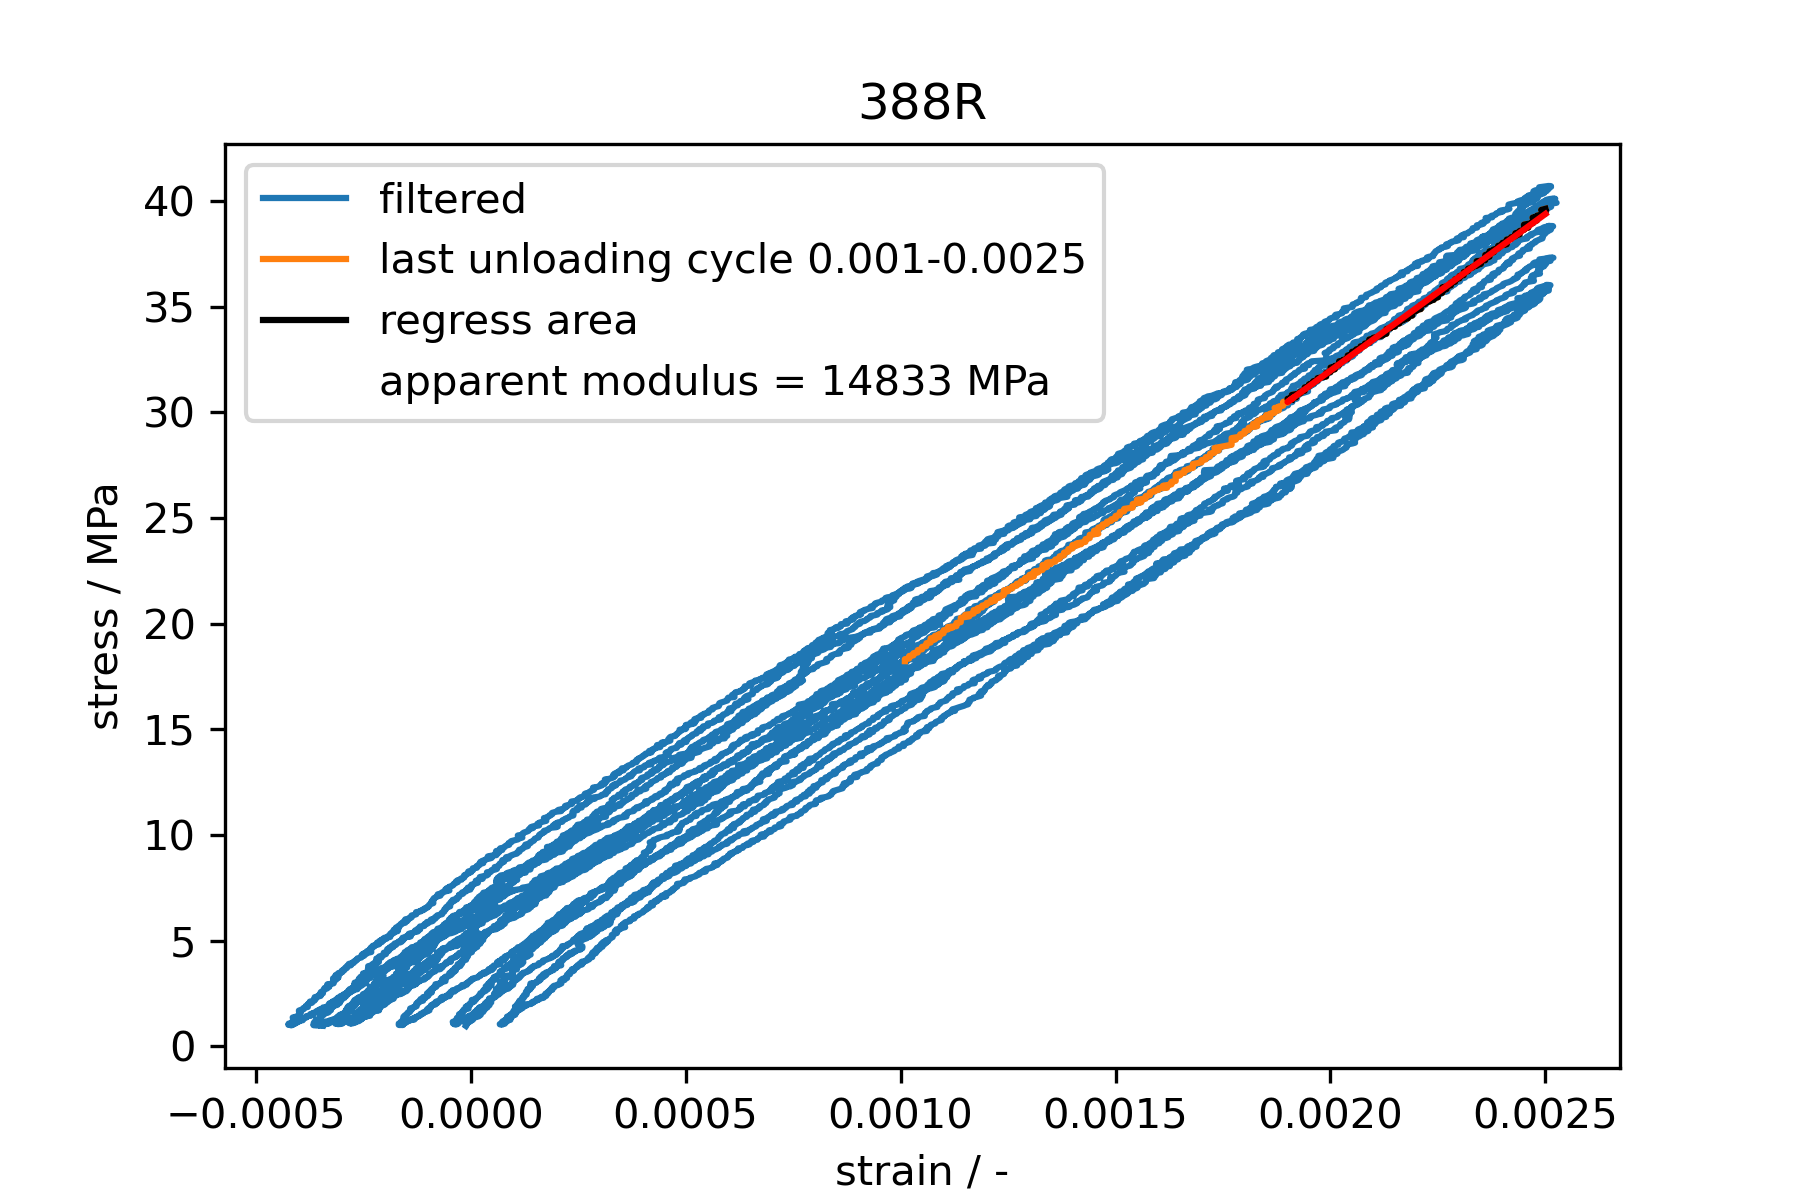 388R
filtered
last unloading cycle 0.001-0.0025
regress area
apparent modulus = 14833 MPa
40
35
30
25
20
15
10
5
0
stress / MPa
−0.0005 0.0000 0.0005 0.0010 0.0015 0.0020 0.0025
strain / -